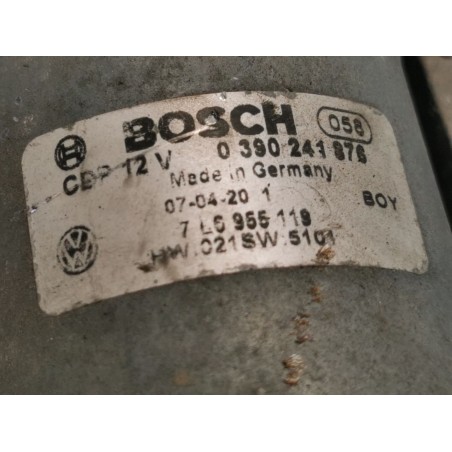 BOSCH 058
CDP 12 V 0 390 241 976
Made in Germany
07-04-20 1 BOY
7 L6 955 119
HW.021SW.5101